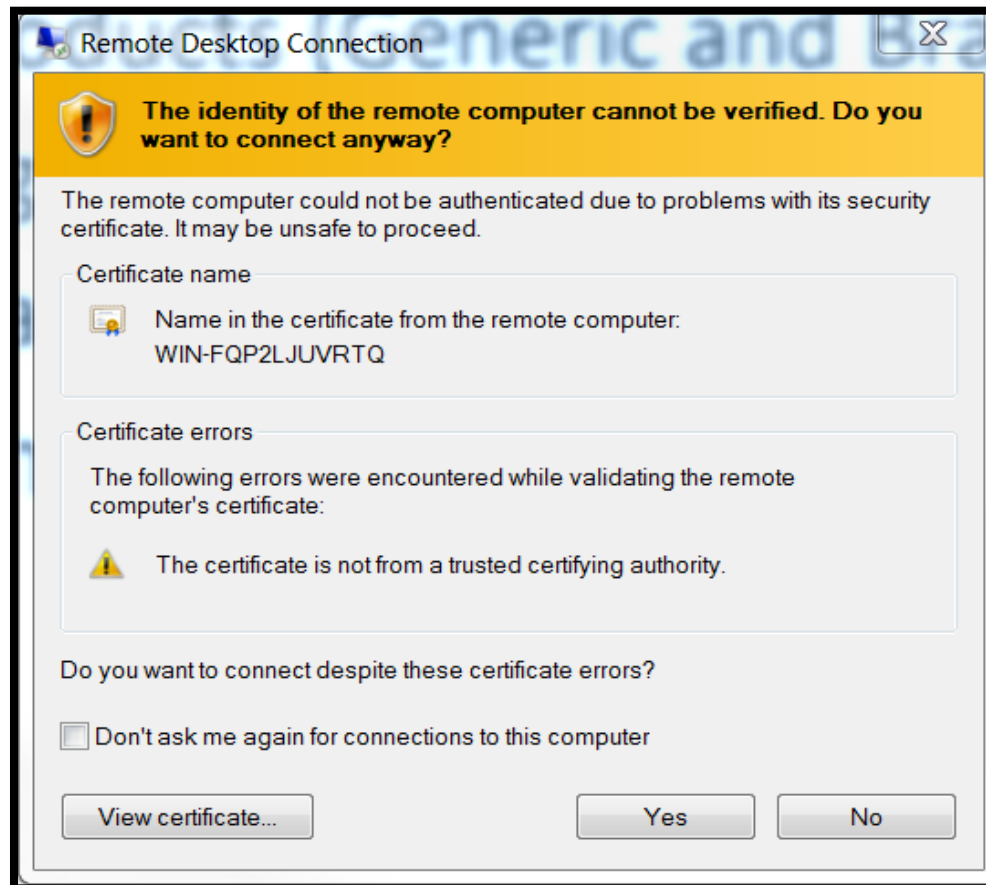 oducts (Generic and Bra
Remote Desktop Connection
The identity of the remote computer cannot be verified. Do you
want to connect anyway?
The remote computer could not be authenticated due to problems with its security
certificate. It may be unsafe to proceed.
Certificate name
Name in the certificate from the remote computer:
WIN-FQP2LJUVRTQ
Certificate errors
The following errors were encountered while validating the remote
computer's certificate:
The certificate is not from a trusted certifying authority.
Do you want to connect despite these certificate errors?
Don't ask me again for connections to this computer
View certificate...
Yes
No